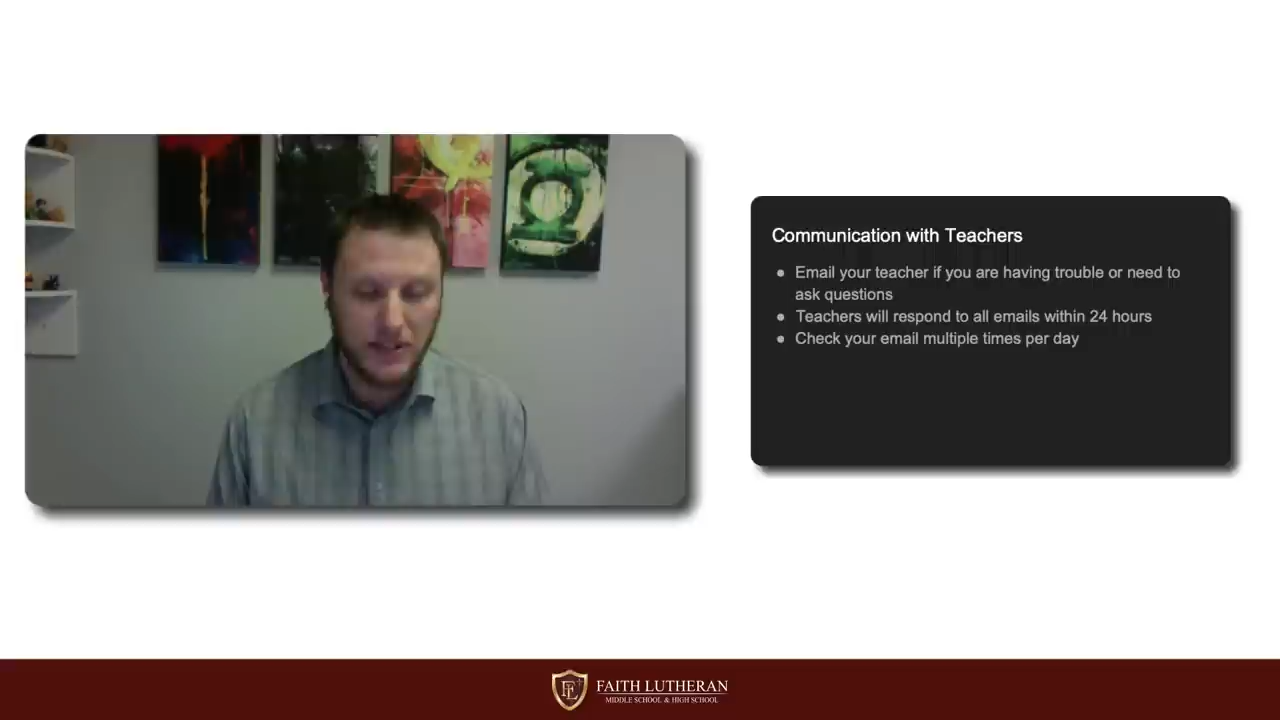 Communication with Teachers
● Email your teacher if you are having trouble or need to
ask questions
● Teachers will respond to all emails within 24 hours
● Check your email multiple times per day
FL
FAITH LUTHERAN
MIDDLE SCHOOL & HIGH SCHOOL